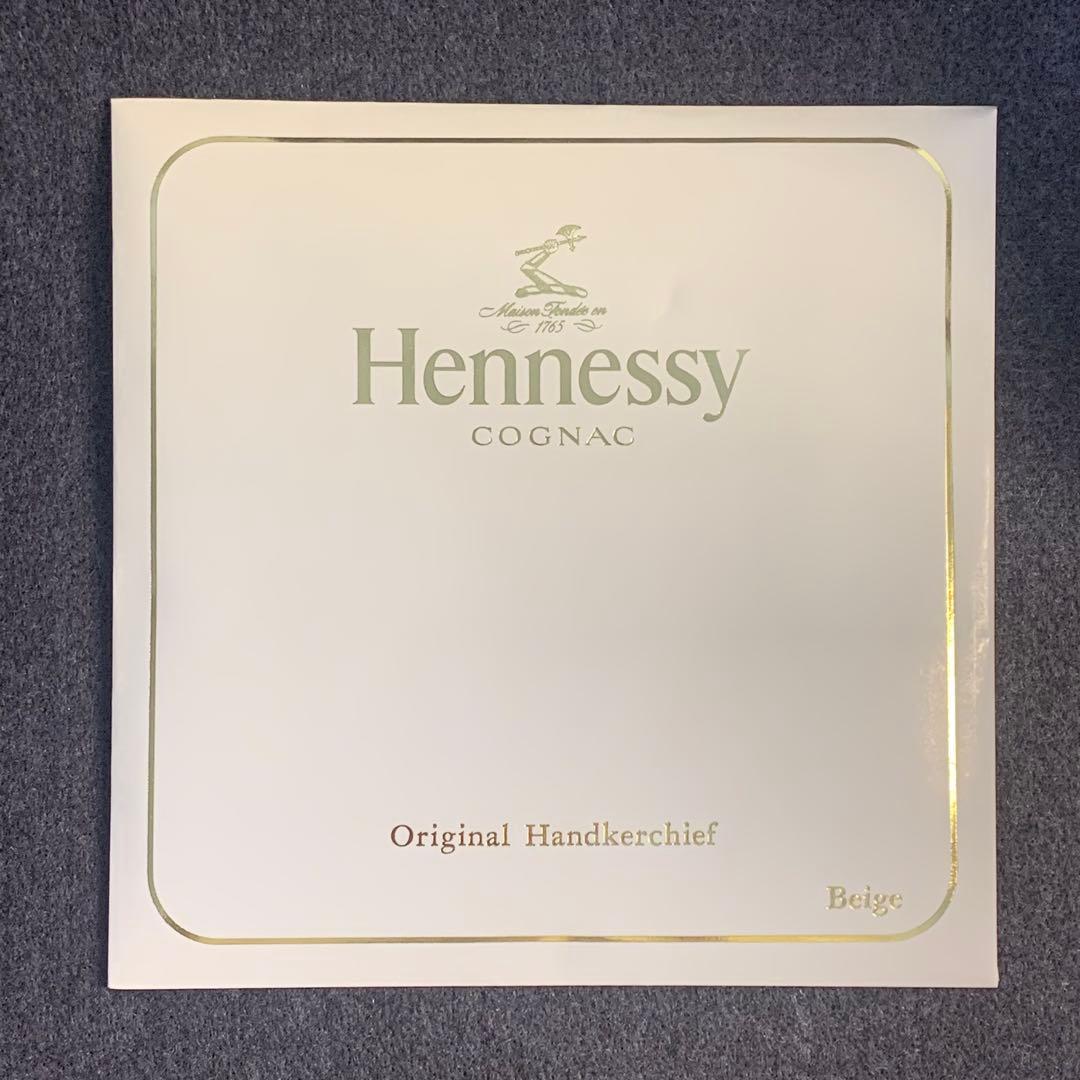 Maison Fondée en
1765
Hennessy
COGNAC
Original Handkerchief
Beige